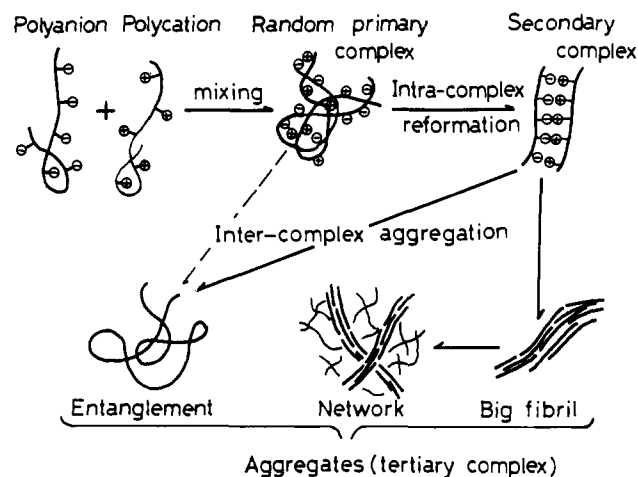 Polyanion
Polycation
Random primary
complex
Secondary
complex
+
mixing
Intra-complex
reformation
Inter-complex aggregation
Entanglement
Network
Big fibril
Aggregates (tertiary complex)